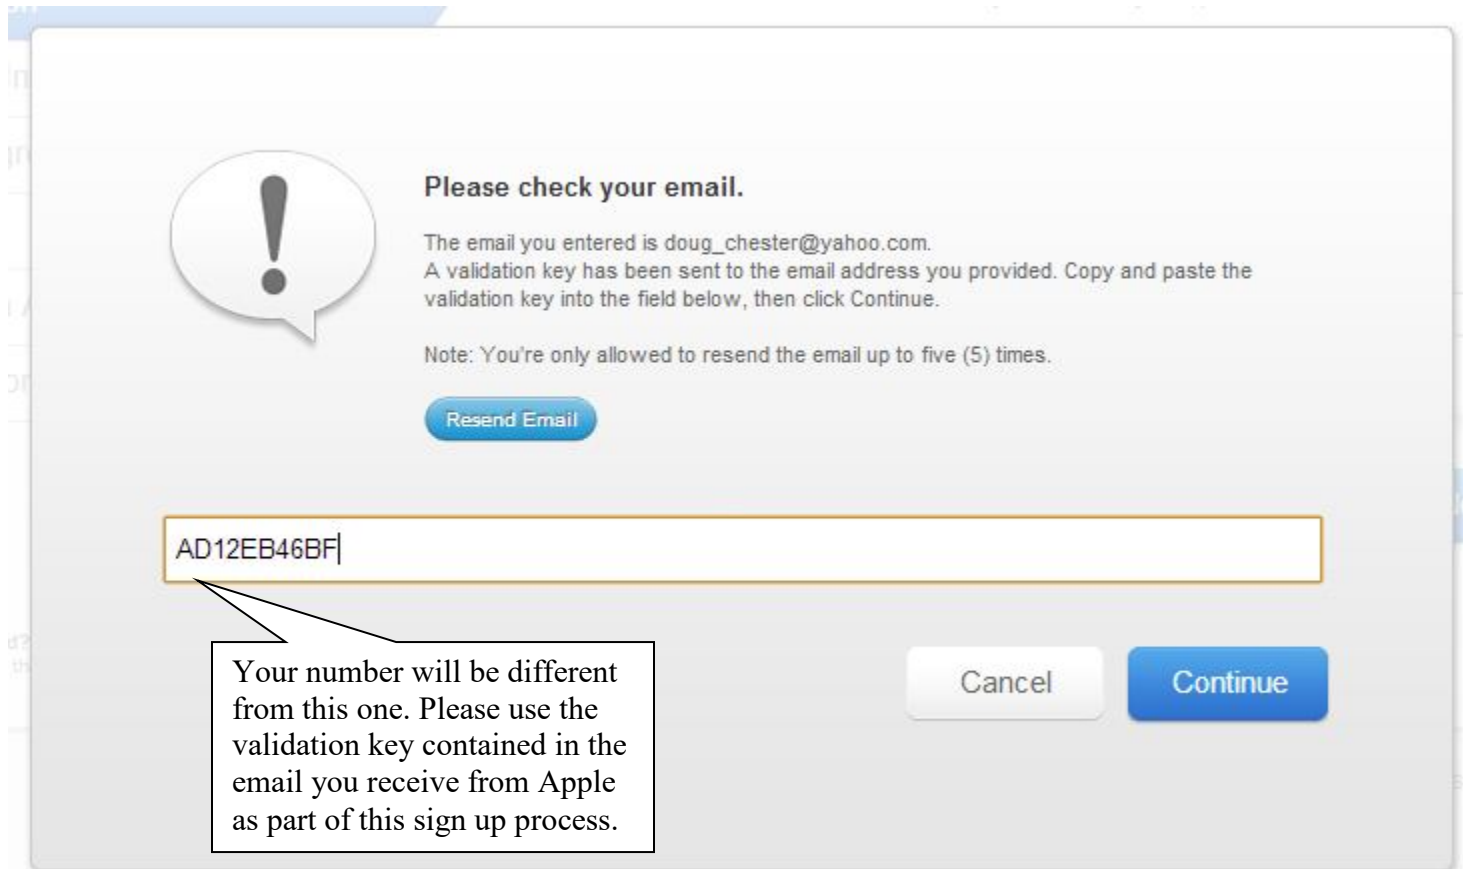 Please check your email.
The email you entered is doug_chester@yahoo.com.
A validation key has been sent to the email address you provided. Copy and paste the
validation key into the field below, then click Continue.
Note: You're only allowed to resend the email up to five (5) times.
Resend Email
AD12EB46BF
Your number will be different
from this one. Please use the
validation key contained in the
email you receive from Apple
as part of this sign up process.
Cancel
Continue